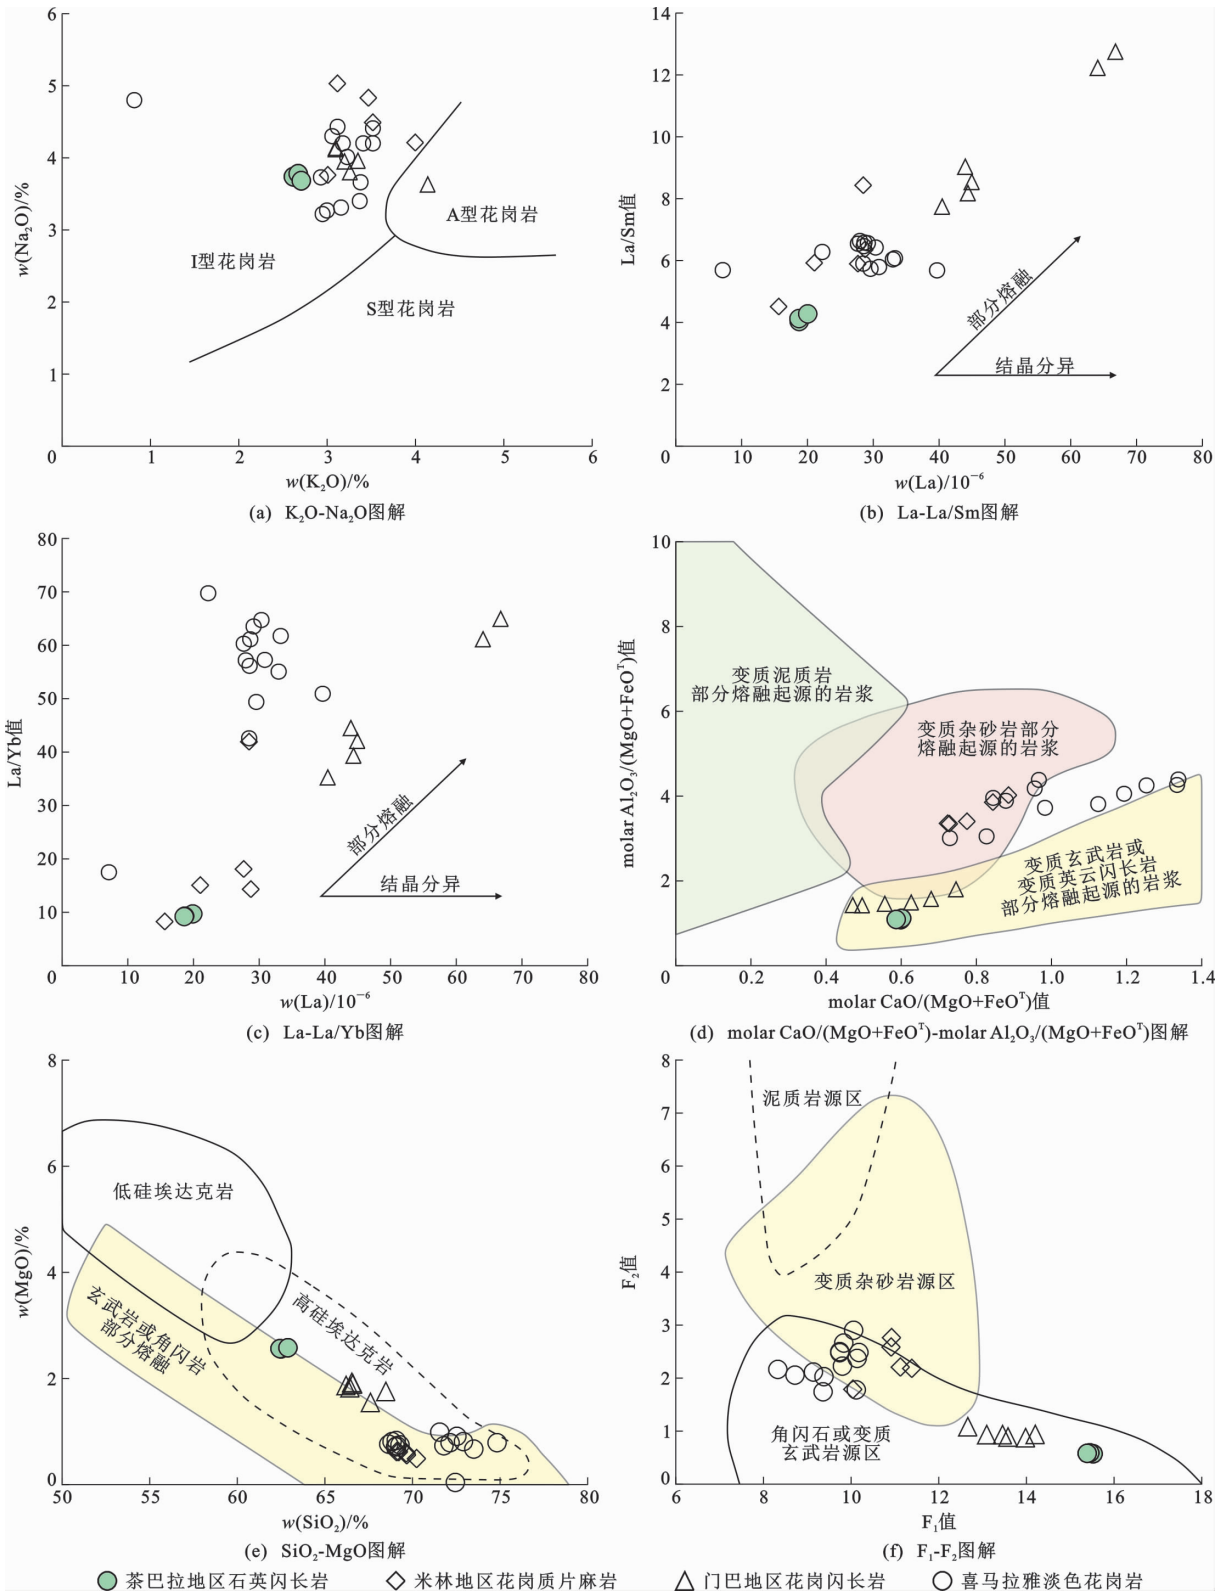 6
5
4
3
2
1
0
1
2
3
4
5
6
w(Na₂O)/%
w(K₂O)/%
I型花岗岩
A型花岗岩
S型花岗岩
(a) K₂O-Na₂O图解
14
12
10
8
6
4
2
0
10
20
30
40
50
60
70
80
La/Sm值
w(La)/10⁻⁶
部分熔融
结晶分异
(b) La-La/Sm图解
80
70
60
50
40
30
20
10
0
10
20
30
40
50
60
70
80
La/Yb值
w(La)/10⁻⁶
部分熔融
结晶分异
(c) La-La/Yb图解
10
8
6
4
2
0
0.2
0.4
0.6
0.8
1.0
1.2
1.4
molar Al₂O₃/(MgO+FeOᵀ)值
molar CaO/(MgO+FeOᵀ)值
变质泥质岩
部分熔融起源的岩浆
变质杂砂岩部分
熔融起源的岩浆
变质玄武岩或
变质英云闪长岩
部分熔融起源的岩浆
(d) molar CaO/(MgO+FeOᵀ)-molar Al₂O₃/(MgO+FeOᵀ)图解
8
6
4
2
0
50
55
60
65
70
75
80
w(MgO)/%
w(SiO₂)/%
低硅埃达克岩
玄武岩或角闪岩
部分熔融
高硅埃达克岩
(e) SiO₂-MgO图解
8
7
6
5
4
3
2
1
0
6
8
10
12
14
16
18
F₂值
F₁值
泥质岩源区
变质杂砂岩源区
角闪石或变质
玄武岩源区
(f) F₁-F₂图解
茶巴拉地区石英闪长岩
米林地区花岗质片麻岩
门巴地区花岗闪长岩
喜马拉雅淡色花岗岩